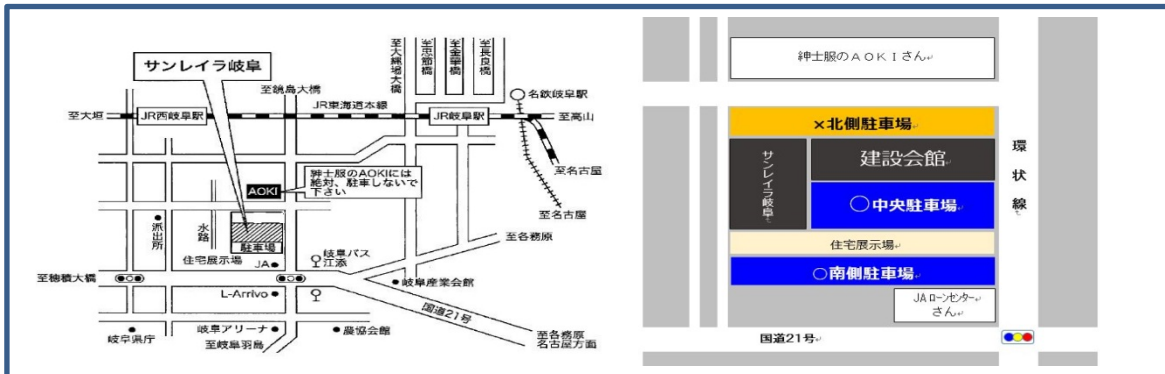 サンレイラ岐阜
至鏡島大橋
至大縄場大橋
至忠節橋
至金華橋
至長良橋
名鉄岐阜駅
至大垣
JR西岐阜駅
JR東海道本線
JR岐阜駅
至高山
至名古屋
AOKI
紳士服のAOKIには
絶対、駐車しないで
下さい
至名古屋
派出所
水路
駐車場
住宅展示場
JA
岐阜バス
江添
至各務原
至穂積大橋
岐阜産業会館
L-Arrivo
国道21号
岐阜県庁
岐阜アリーナ
農協会館
至岐阜羽島
至各務原
名古屋方面
紳士服のAOKIさん
×北側駐車場
サンレイラ岐阜
建設会館
○中央駐車場
環状線
住宅展示場
○南側駐車場
JAローンセンター
さん
国道21号